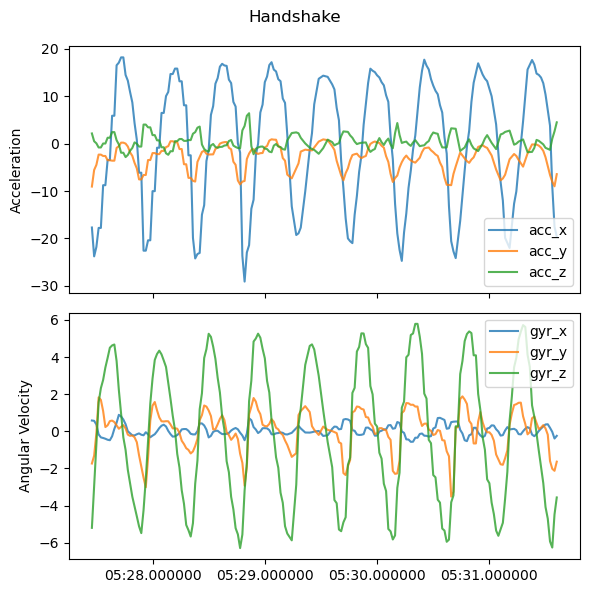 Handshake
Acceleration
20
10
0
−10
−20
−30
acc_x
acc_y
acc_z
Angular Velocity
6
4
2
0
−2
−4
−6
gyr_x
gyr_y
gyr_z
05:28.000000 05:29.000000 05:30.000000 05:31.000000